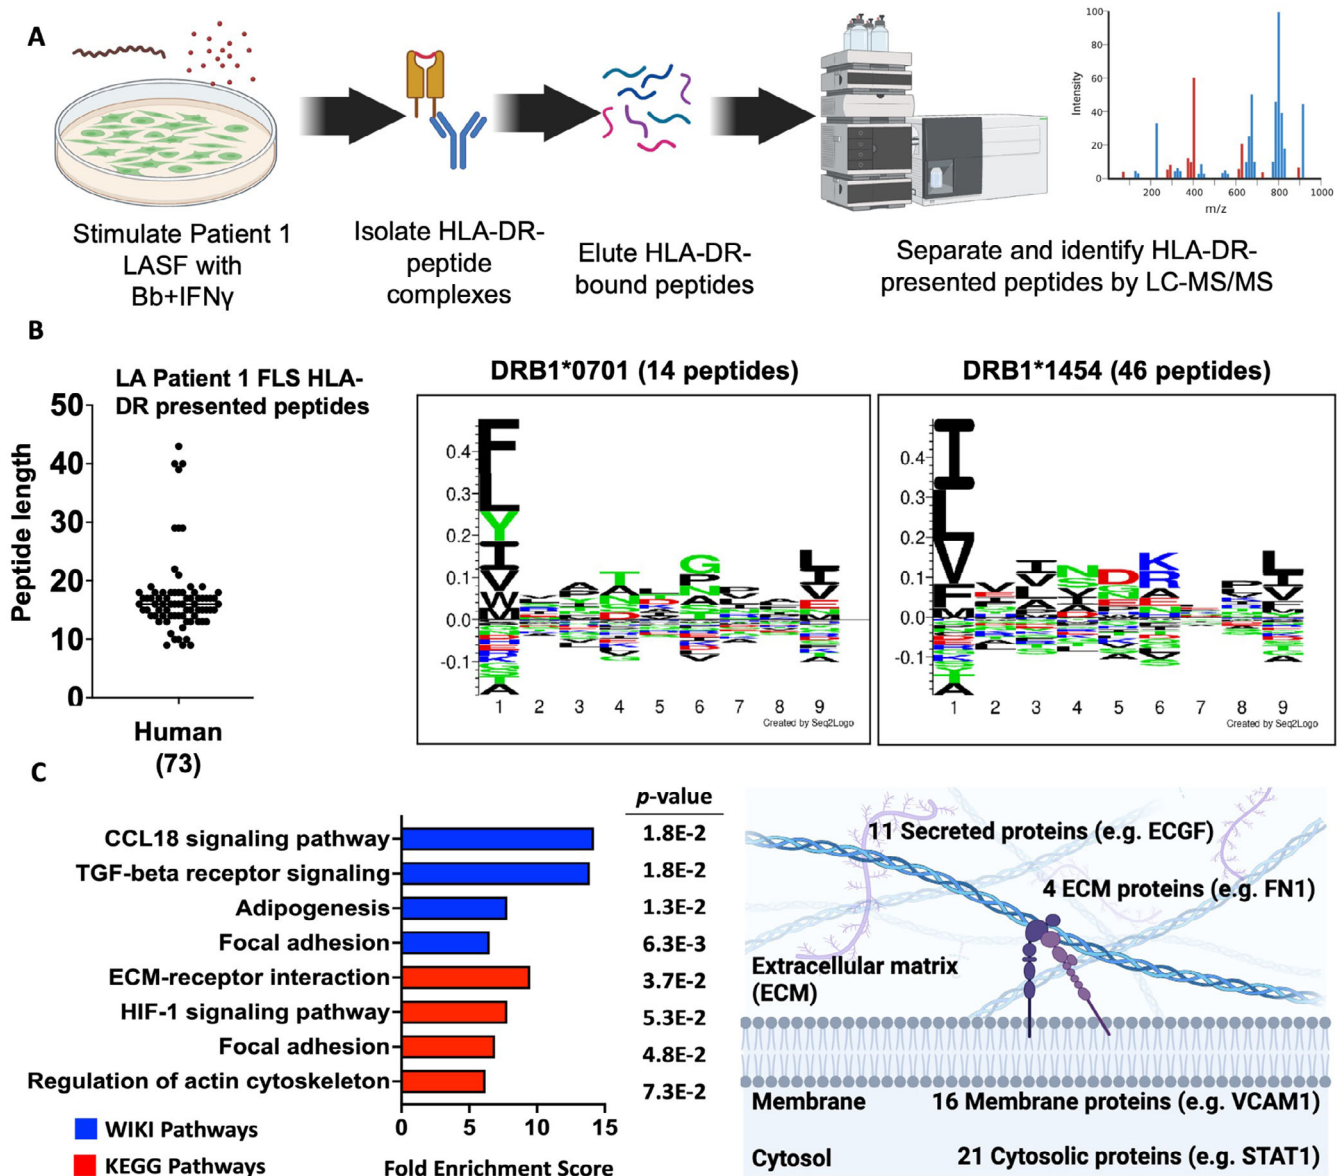 A
Stimulate Patient 1
LASF with
Bb+IFNγ
Isolate HLA-DR-
peptide
complexes
Elute HLA-DR-
bound peptides
Separate and identify HLA-DR-
presented peptides by LC-MS/MS
Intensity
100
80
60
40
20
0
200 400 600 800 1000
m/z
B
LA Patient 1 FLS HLA-
DR presented peptides
Peptide length
50
40
30
20
10
0
Human
(73)
DRB1*0701 (14 peptides)
0.4
0.3
0.2
0.1
0.0
-0.1
1 2 3 4 5 6 7 8 9
Created by Seq2Logo
DRB1*1454 (46 peptides)
0.4
0.3
0.2
0.1
0.0
-0.1
1 2 3 4 5 6 7 8 9
Created by Seq2Logo
C
p-value
CCL18 signaling pathway 1.8E-2
TGF-beta receptor signaling 1.8E-2
Adipogenesis 1.3E-2
Focal adhesion 6.3E-3
ECM-receptor interaction 3.7E-2
HIF-1 signaling pathway 5.3E-2
Focal adhesion 4.8E-2
Regulation of actin cytoskeleton 7.3E-2
0 5 10 15
Fold Enrichment Score
WIKI Pathways
KEGG Pathways
11 Secreted proteins (e.g. ECGF)
4 ECM proteins (e.g. FN1)
Extracellular matrix
(ECM)
Membrane 16 Membrane proteins (e.g. VCAM1)
Cytosol 21 Cytosolic proteins (e.g. STAT1)